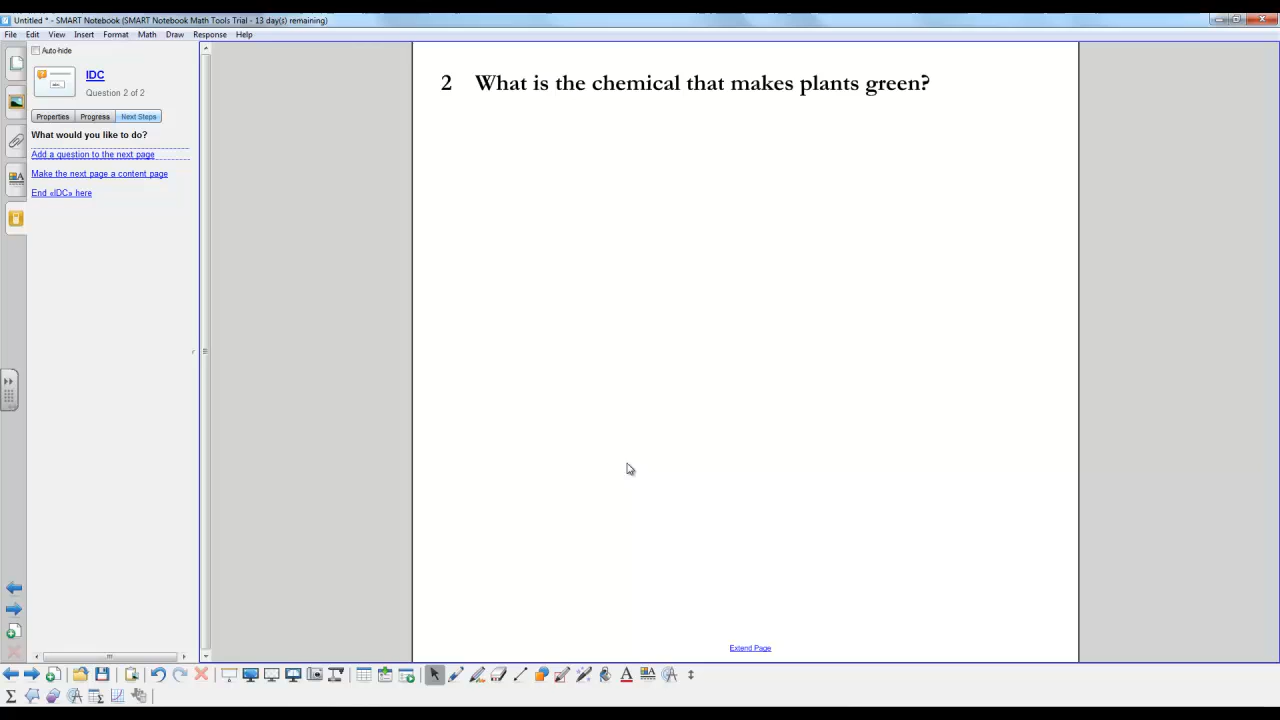 Untitled * - SMART Notebook (SMART Notebook Math Tools Trial - 13 day(s) remaining)
File Edit View Insert Format Math Draw Response Help
Auto-hide
IDC
Question 2 of 2
Properties Progress Next Steps
What would you like to do?
Add a question to the next page
Make the next page a content page
End «IDC» here
2 What is the chemical that makes plants green?
Extend Page